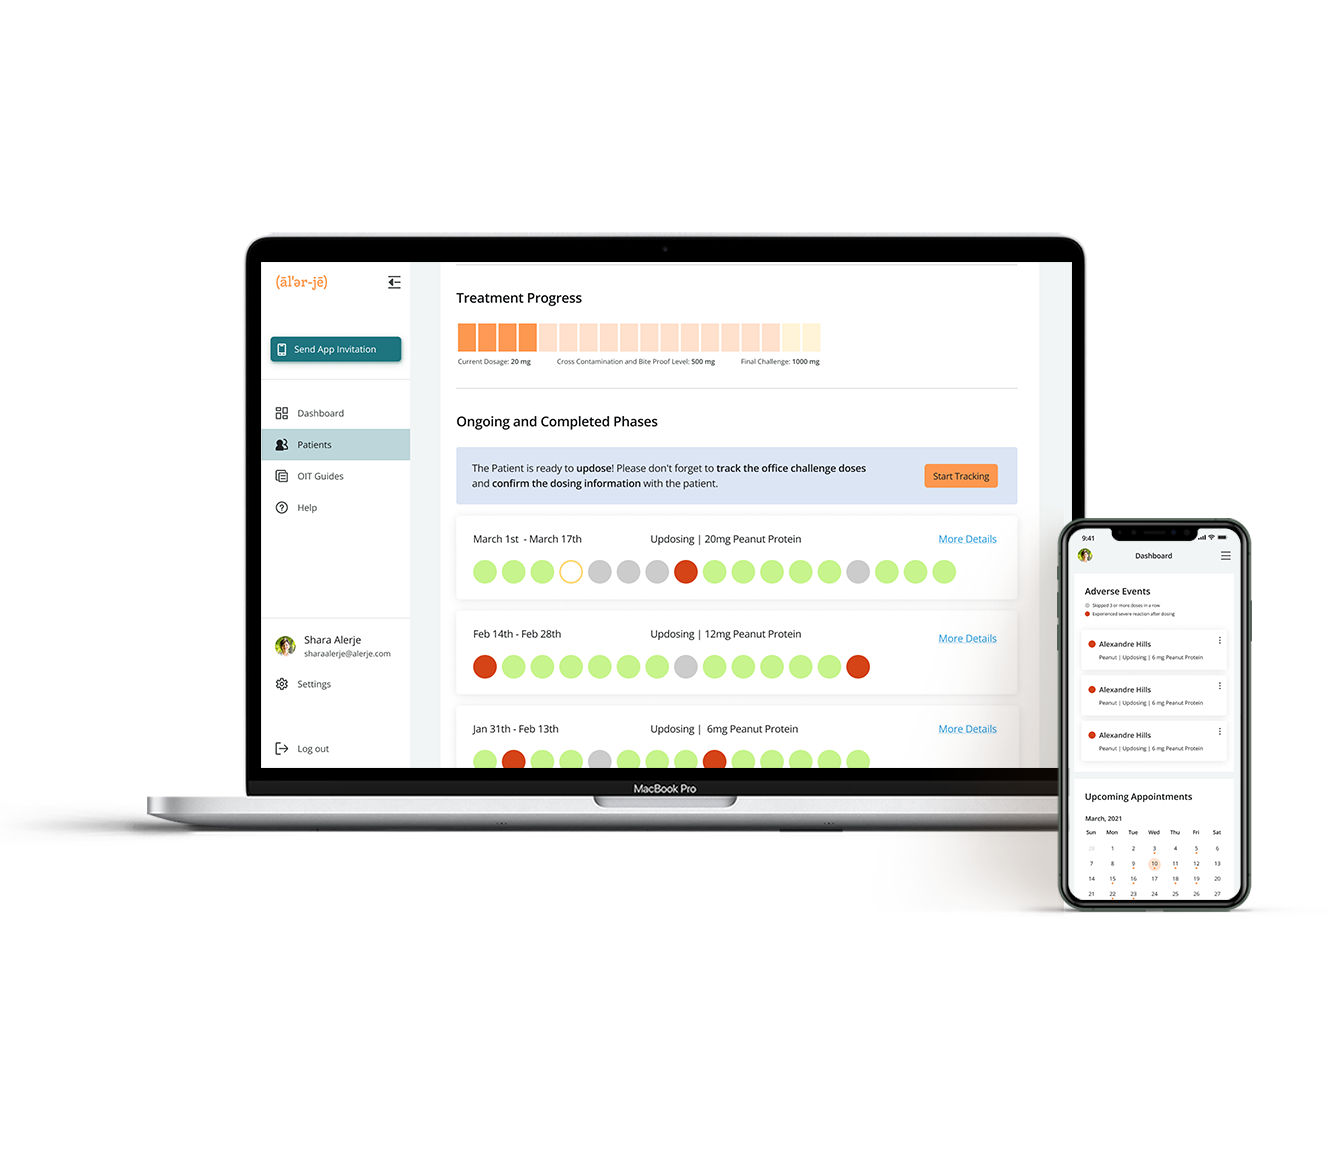 (āl'ər-jē)
Send App Invitation
Dashboard
Patients
OIT Guides
Help
Shara Alerje
sharaalerje@alerje.com
Settings
Log out
Treatment Progress
Current Dosage: 20 mg
Cross Contamination and Bite Proof Level: 500 mg
Final Challenge: 1000 mg
Ongoing and Completed Phases
The Patient is ready to updose! Please don't forget to track the office challenge doses
and confirm the dosing information with the patient.
Start Tracking
March 1st - March 17th Updosing | 20mg Peanut Protein More Details
Feb 14th - Feb 28th Updosing | 12mg Peanut Protein More Details
Jan 31th - Feb 13th Updosing | 6mg Peanut Protein More Details
MacBook Pro
9:41
Dashboard
Adverse Events
Skipped 3 or more doses in a row
Experienced severe reaction after dosing
Alexandre Hills
Peanut | Updosing | 6 mg Peanut Protein
Alexandre Hills
Peanut | Updosing | 6 mg Peanut Protein
Alexandre Hills
Peanut | Updosing | 6 mg Peanut Protein
Upcoming Appointments
March, 2021
Sun Mon Tue Wed Thu Fri Sat
28 1 2 3 4 5 6
7 8 9 10 11 12 13
14 15 16 17 18 19 20
21 22 23 24 25 26 27